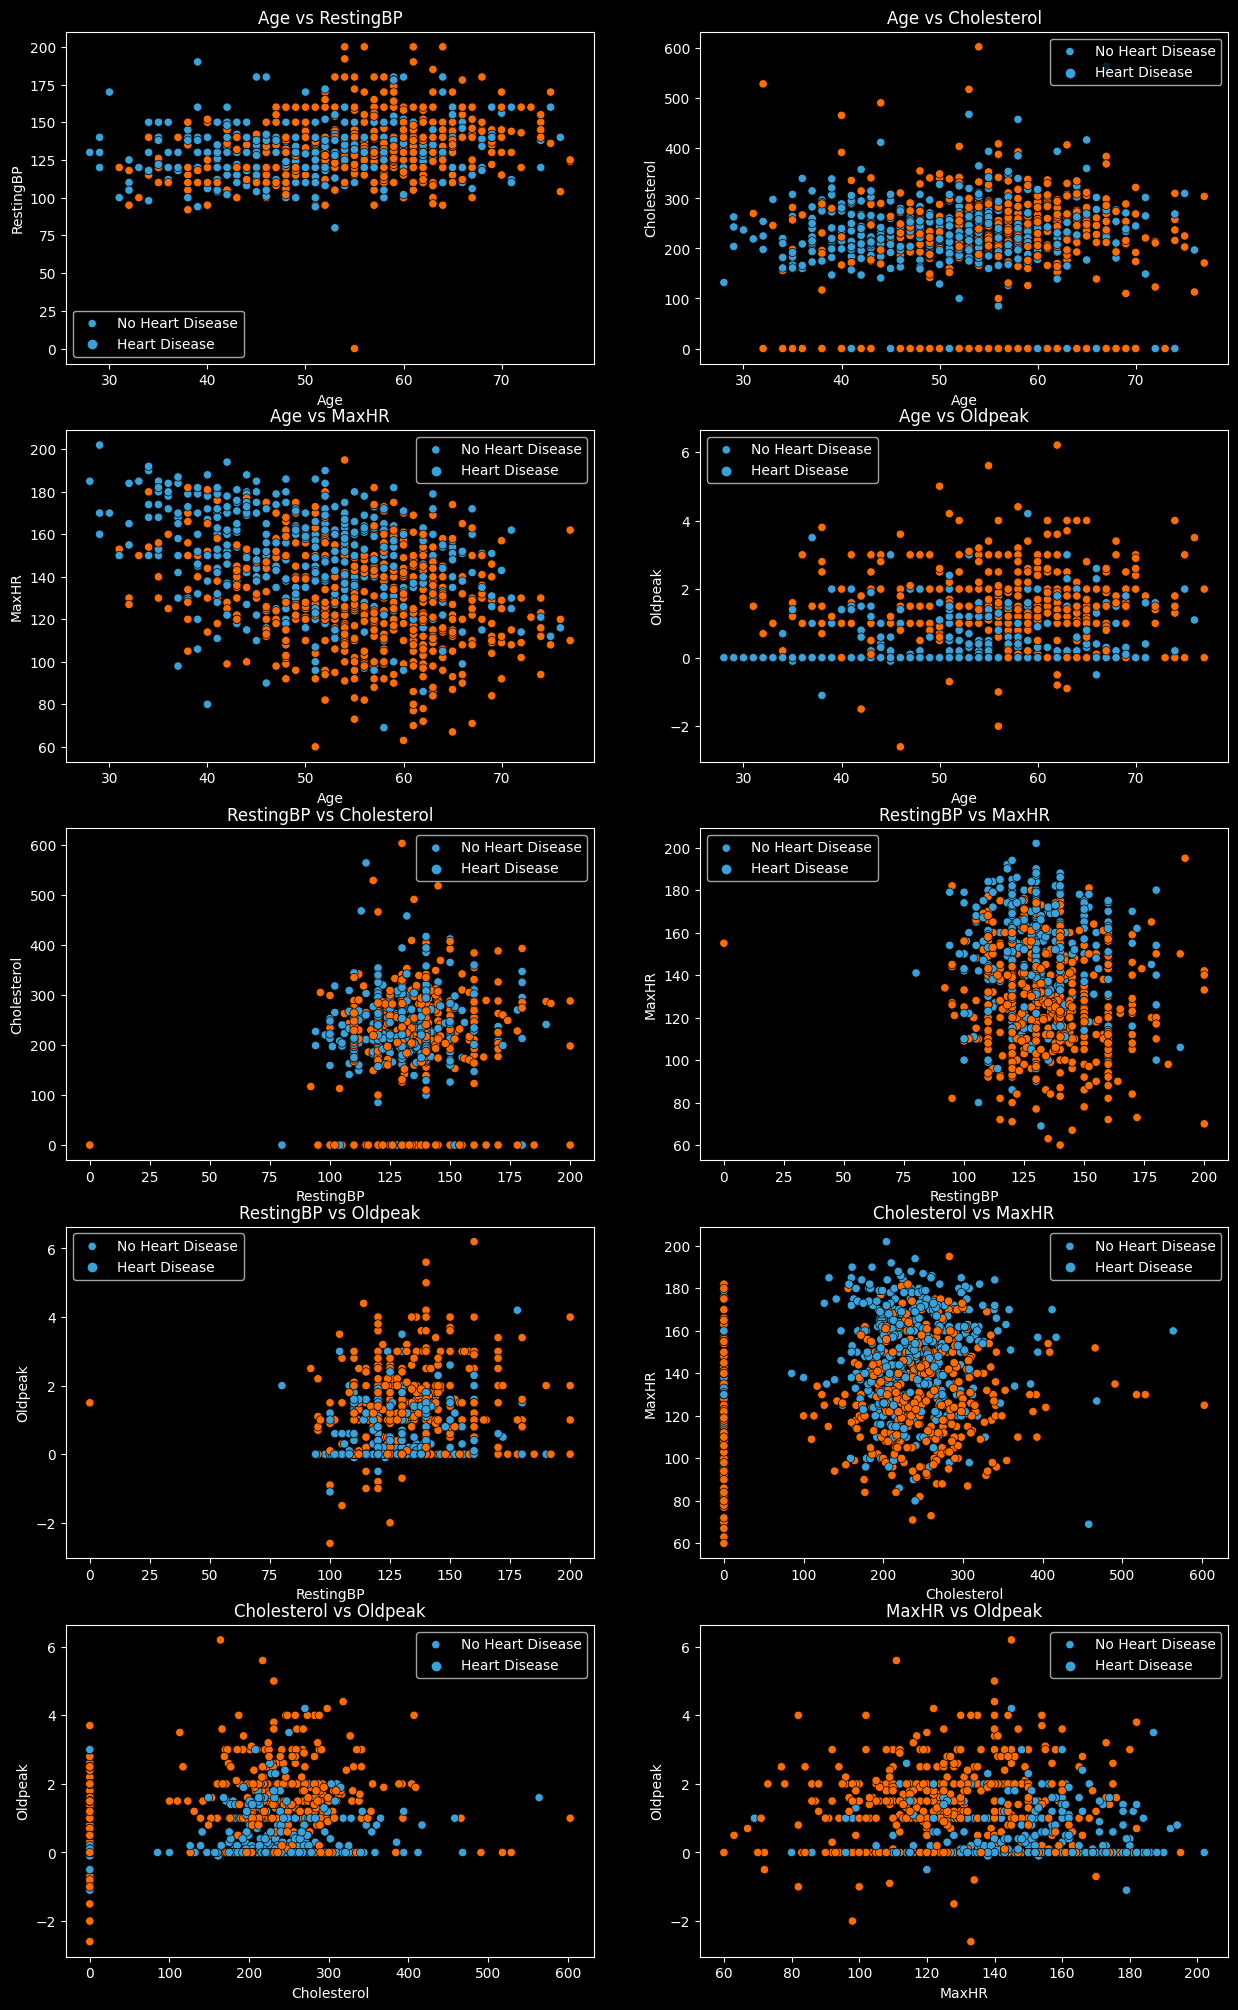 Age vs RestingBP
RestingBP
200
175
150
125
100
75
50
25
0
No Heart Disease
Heart Disease
30 40 50 60 70
Age
Age vs Cholesterol
Cholesterol
600
500
400
300
200
100
0
No Heart Disease
Heart Disease
30 40 50 60 70
Age
Age vs MaxHR
MaxHR
200
180
160
140
120
100
80
60
No Heart Disease
Heart Disease
30 40 50 60 70
Age
Age vs Oldpeak
Oldpeak
6
4
2
0
−2
No Heart Disease
Heart Disease
30 40 50 60 70
Age
RestingBP vs Cholesterol
Cholesterol
600
500
400
300
200
100
0
No Heart Disease
Heart Disease
0 25 50 75 100 125 150 175 200
RestingBP
RestingBP vs MaxHR
MaxHR
200
180
160
140
120
100
80
60
No Heart Disease
Heart Disease
0 25 50 75 100 125 150 175 200
RestingBP
RestingBP vs Oldpeak
Oldpeak
6
4
2
0
−2
No Heart Disease
Heart Disease
0 25 50 75 100 125 150 175 200
RestingBP
Cholesterol vs MaxHR
MaxHR
200
180
160
140
120
100
80
60
No Heart Disease
Heart Disease
0 100 200 300 400 500 600
Cholesterol
Cholesterol vs Oldpeak
Oldpeak
6
4
2
0
−2
No Heart Disease
Heart Disease
0 100 200 300 400 500 600
Cholesterol
MaxHR vs Oldpeak
Oldpeak
6
4
2
0
−2
No Heart Disease
Heart Disease
60 80 100 120 140 160 180 200
MaxHR